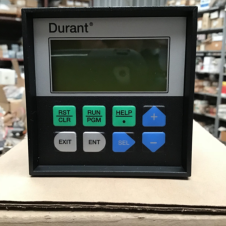 Durant®
RST RUN HELP +
CLR PGM •
EXIT ENT SEL −